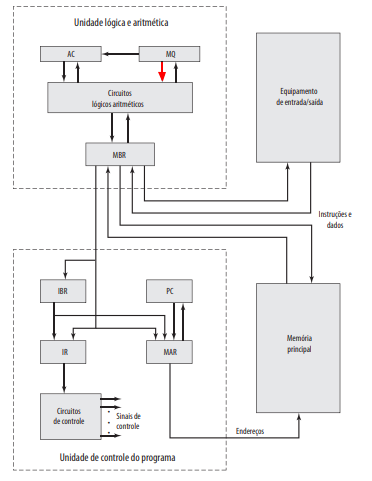 Unidade lógica e aritmética
AC
MQ
Circuitos
lógicos aritméticos
MBR
Equipamento
de entrada/saída
Instruções e
dados
IBR
PC
IR
MAR
Memória
principal
Circuitos
de controle
Sinais de
controle
Endereços
Unidade de controle do programa